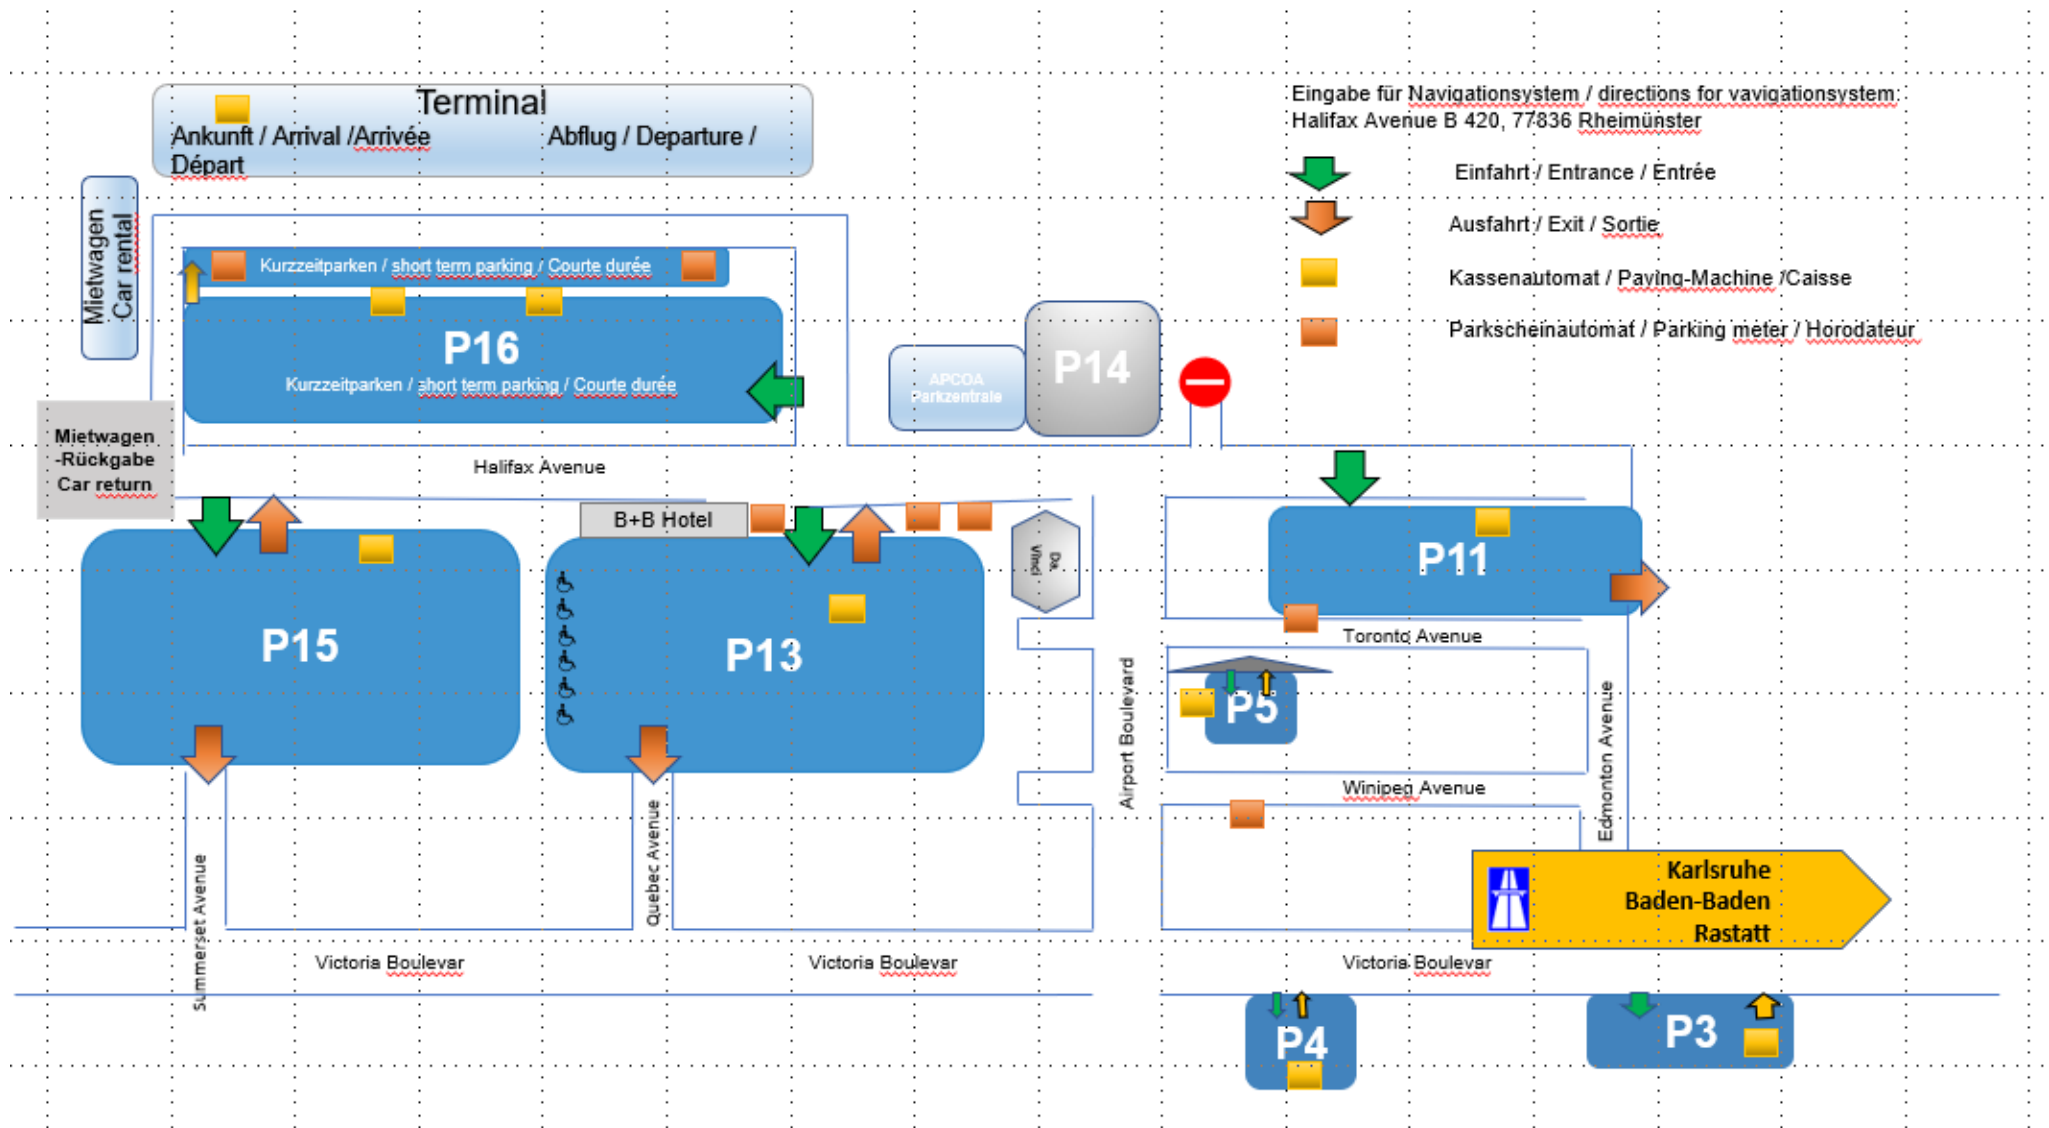 Terminal
Ankunft / Arrival /Arrivée Abflug / Departure /
Départ
Eingabe für Navigationsystem / directions for vavigationsystem:
Halifax Avenue B 420, 77836 Rheimünster
Einfahrt / Entrance / Entrée
Ausfahrt / Exit / Sortie
Kassenautomat / Paying-Machine /Caisse
Parkscheinautomat / Parking meter / Horodateur
Mietwagen
Car rental
Kurzzeitparken / short term parking / Courte durée
P16
Kurzzeitparken / short term parking / Courte durée
APCOA
Parkzentrale
P14
Mietwagen
-Rückgabe
Car return
Halifax Avenue
B+B Hotel
Da
Vinci
P15
P13
P11
Toronto Avenue
P5
Airport Boulevard
Winipeg Avenue
Edmonton Avenue
Summerset Avenue
Quebec Avenue
Karlsruhe
Baden-Baden
Rastatt
Victoria Boulevar
Victoria Boulevar
Victoria Boulevar
P4
P3